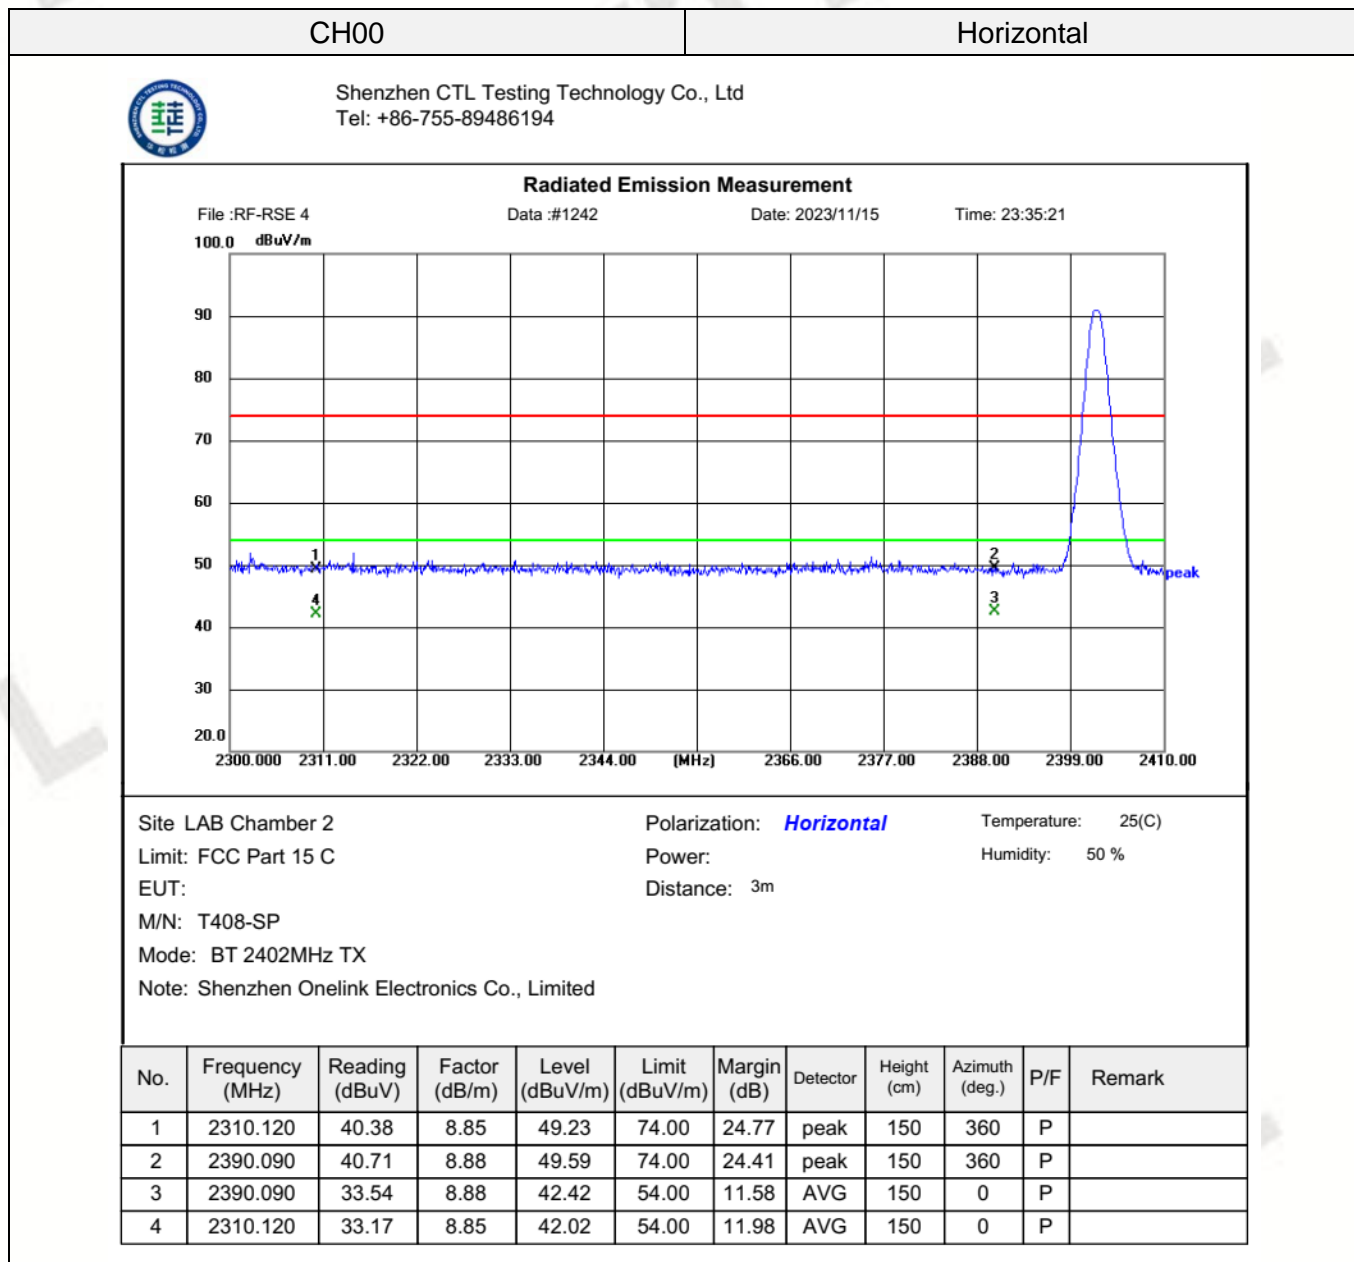 CH00 Horizontal
Shenzhen CTL Testing Technology Co., Ltd
Tel: +86-755-89486194
Radiated Emission Measurement
File :RF-RSE 4 Data :#1242 Date: 2023/11/15 Time: 23:35:21
100.0 dBuV/m
90
80
70
60
50
40
30
20.0
1
2
3
4
peak
2300.000 2311.00 2322.00 2333.00 2344.00 (MHz) 2366.00 2377.00 2388.00 2399.00 2410.00
Site LAB Chamber 2 Polarization: Horizontal Temperature: 25(C)
Limit: FCC Part 15 C Power: Humidity: 50 %
EUT: Distance: 3m
M/N: T408-SP
Mode: BT 2402MHz TX
Note: Shenzhen Onelink Electronics Co., Limited
No. Frequency (MHz) Reading (dBuV) Factor (dB/m) Level (dBuV/m) Limit (dBuV/m) Margin (dB) Detector Height (cm) Azimuth (deg.) P/F Remark
1 2310.120 40.38 8.85 49.23 74.00 24.77 peak 150 360 P
2 2390.090 40.71 8.88 49.59 74.00 24.41 peak 150 360 P
3 2390.090 33.54 8.88 42.42 54.00 11.58 AVG 150 0 P
4 2310.120 33.17 8.85 42.02 54.00 11.98 AVG 150 0 P